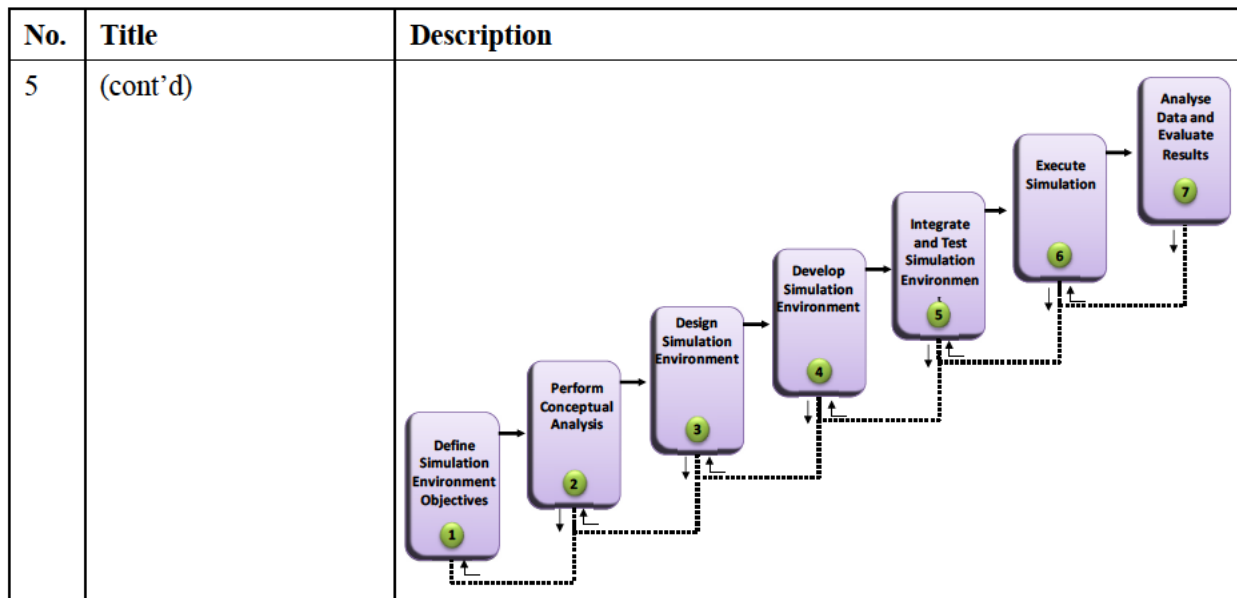 No.
Title
Description
5
(cont’d)
Define
Simulation
Environment
Objectives
1
Perform
Conceptual
Analysis
2
Design
Simulation
Environment
3
Develop
Simulation
Environment
4
Integrate
and Test
Simulation
Environmen
t
5
Execute
Simulation
6
Analyse
Data and
Evaluate
Results
7